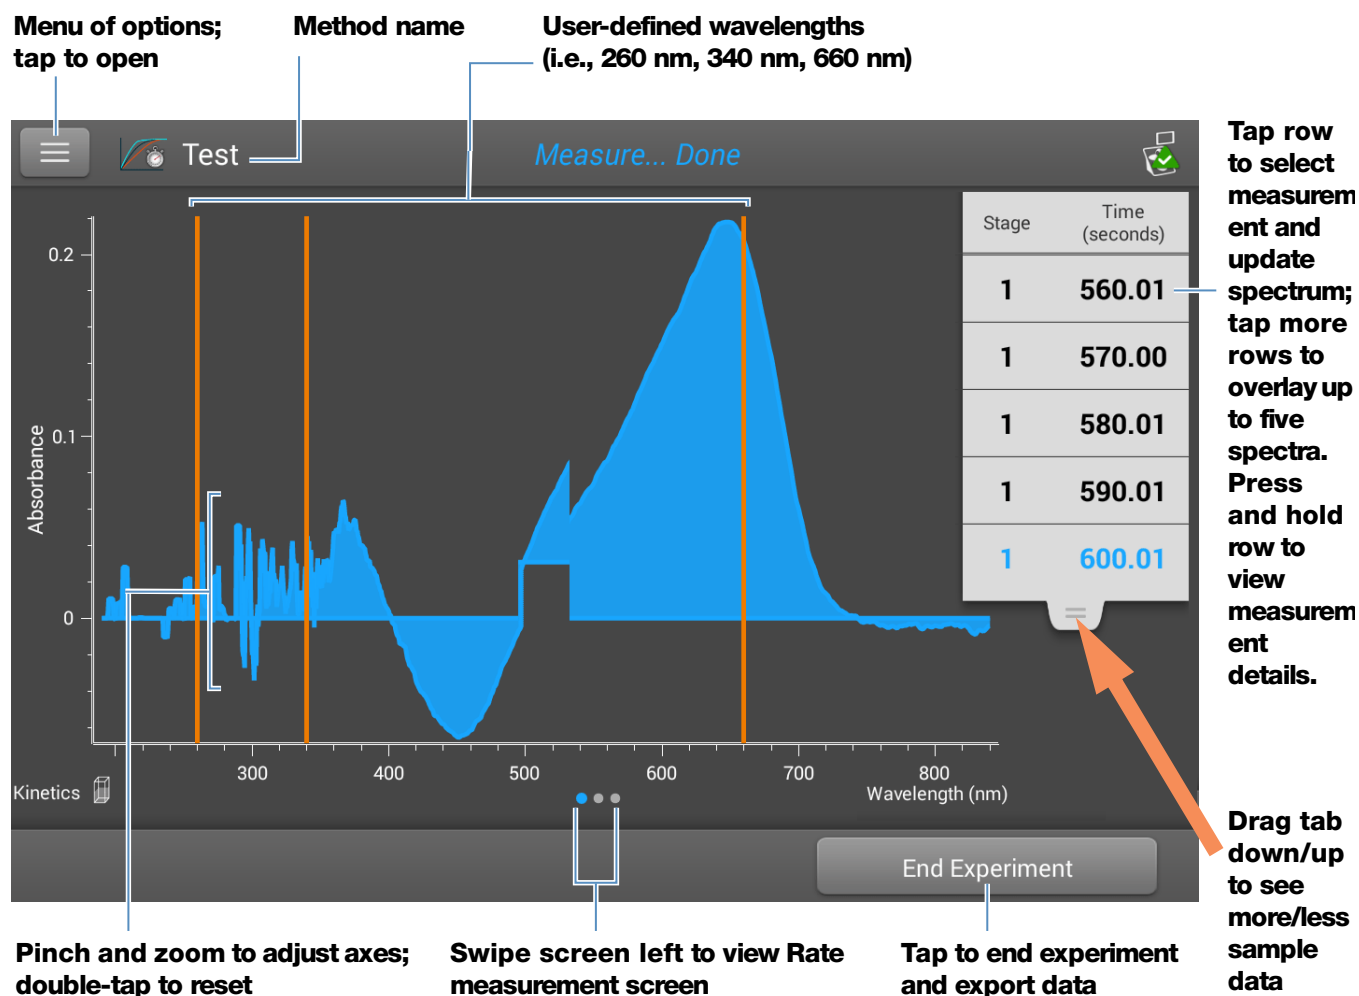 Menu of options;
tap to open
Method name
User-defined wavelengths
(i.e., 260 nm, 340 nm, 660 nm)
Test
Measure... Done
Stage
Time
(seconds)
1 560.01
1 570.00
1 580.01
1 590.01
1 600.01
Tap row
to select
measurem
ent and
update
spectrum;
tap more
rows to
overlay up
to five
spectra.
Press
and hold
row to
view
measurem
ent
details.
Absorbance
0.2
0.1
0
300 400 500 600 700 800
Kinetics
Wavelength (nm)
End Experiment
Drag tab
down/up
to see
more/less
sample
data
Pinch and zoom to adjust axes;
double-tap to reset
Swipe screen left to view Rate
measurement screen
Tap to end experiment
and export data